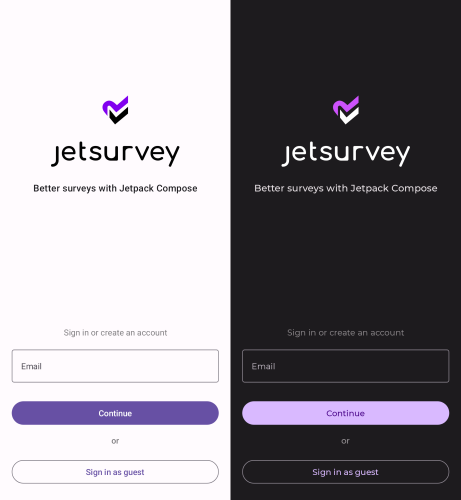 jetsurvey
Better surveys with Jetpack Compose
Sign in or create an account
Email
Continue
or
Sign in as guest
jetsurvey
Better surveys with Jetpack Compose
Sign in or create an account
Email
Continue
or
Sign in as guest